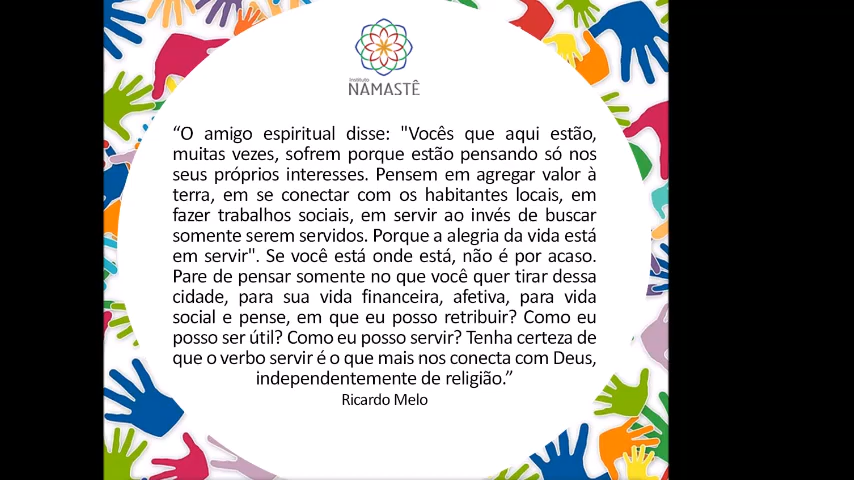 Instituto
NAMASTÊ
“O amigo espiritual disse: "Vocês que aqui estão,
muitas vezes, sofrem porque estão pensando só nos
seus próprios interesses. Pensem em agregar valor à
terra, em se conectar com os habitantes locais, em
fazer trabalhos sociais, em servir ao invés de buscar
somente serem servidos. Porque a alegria da vida está
em servir". Se você está onde está, não é por acaso.
Pare de pensar somente no que você quer tirar dessa
cidade, para sua vida financeira, afetiva, para vida
social e pense, em que eu posso retribuir? Como eu
posso ser útil? Como eu posso servir? Tenha certeza de
que o verbo servir é o que mais nos conecta com Deus,
independentemente de religião.”
Ricardo Melo